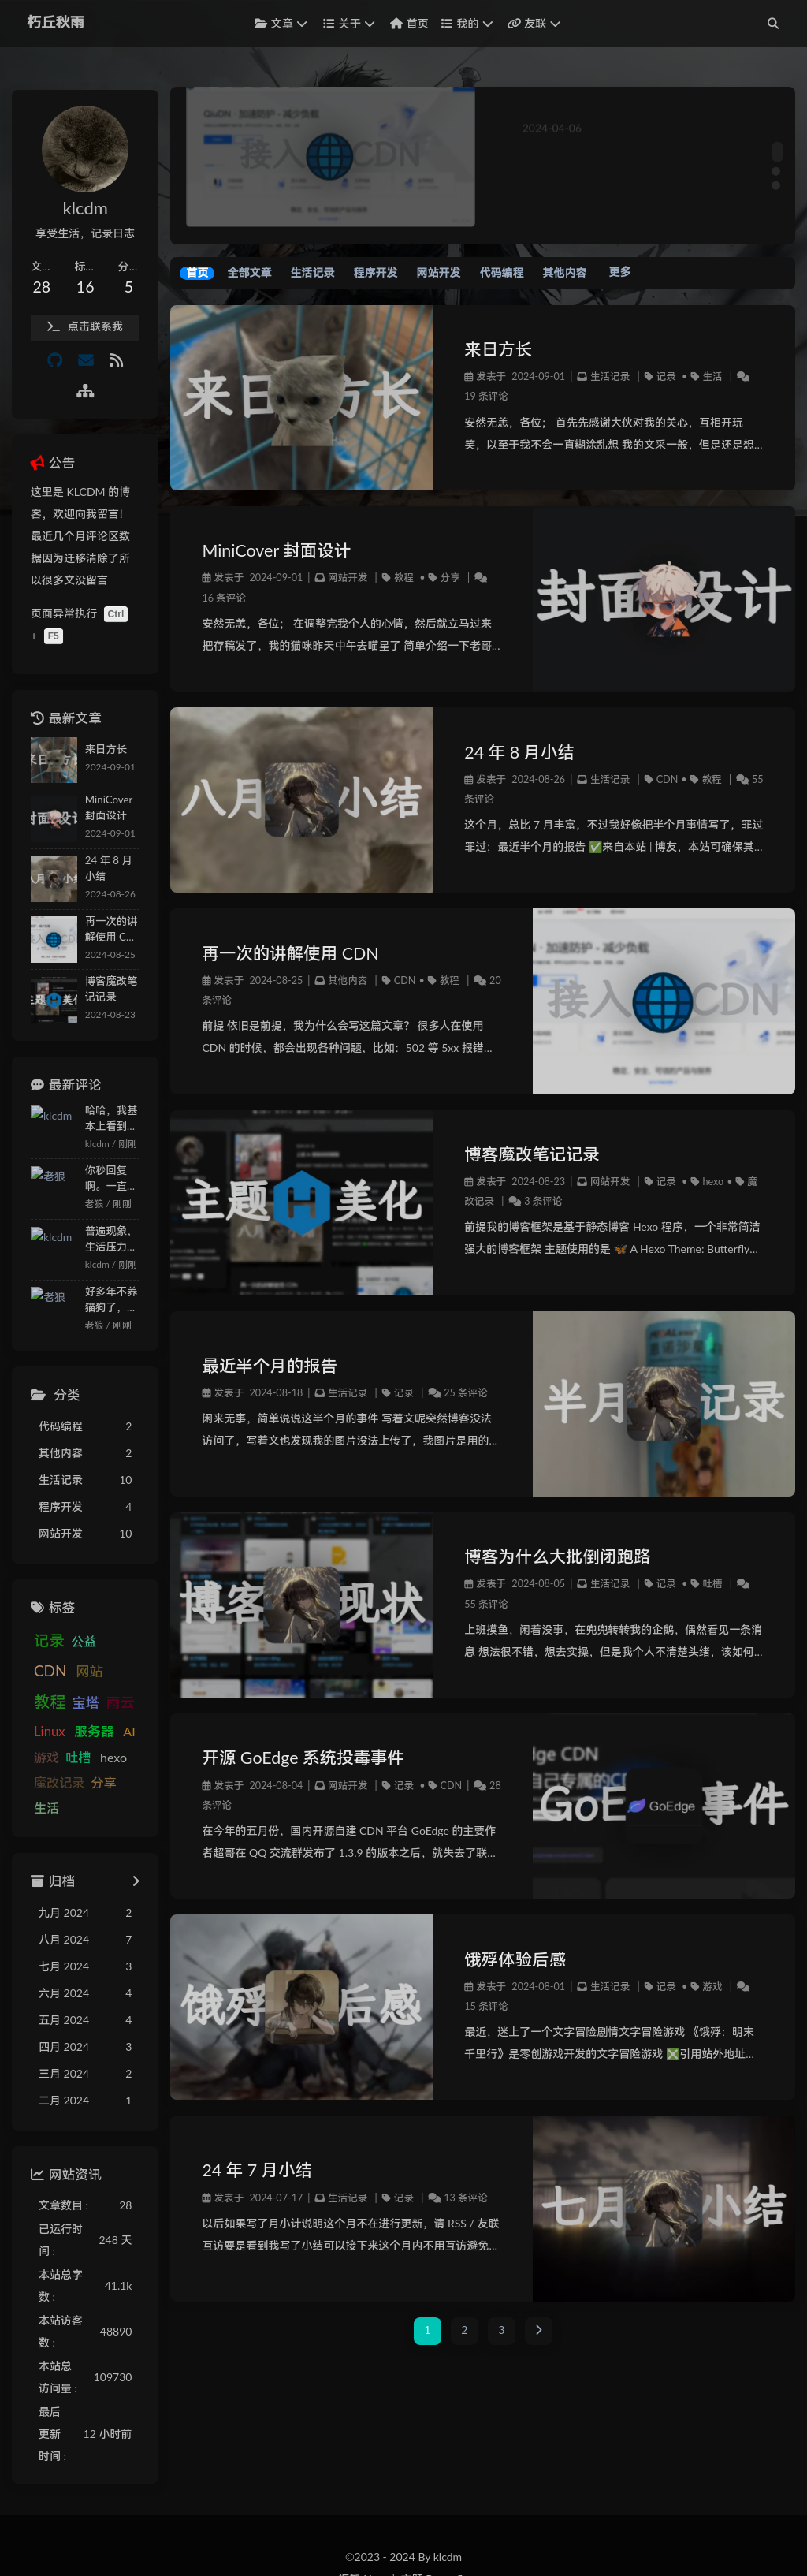 朽丘秋雨
文章 关于 首页 我的 友联
klcdm
享受生活，记录日志
文... 标... 分...
28 16 5
点击联系我
公告
这里是 KLCDM 的博
客，欢迎向我留言！
最近几个月评论区数
据因为迁移清除了所
以很多文没留言
页面异常执行 Ctrl
+ F5
最新文章
来日方长
2024-09-01
MiniCover
封面设计
2024-09-01
24 年 8 月
小结
2024-08-26
再一次的讲
解使用 C...
2024-08-25
博客魔改笔
记记录
2024-08-23
最新评论
klcdm
哈哈，我基
本上看到...
klcdm / 刚刚
老狼
你秒回复
啊。一直...
老狼 / 刚刚
klcdm
普遍现象，
生活压力...
klcdm / 刚刚
老狼
好多年不养
猫狗了，...
老狼 / 刚刚
分类
代码编程 2
其他内容 2
生活记录 10
程序开发 4
网站开发 10
标签
记录 公益
CDN 网站
教程 宝塔 雨云
Linux 服务器 AI
游戏 吐槽 hexo
魔改记录 分享
生活
归档
九月 2024 2
八月 2024 7
七月 2024 3
六月 2024 4
五月 2024 4
四月 2024 3
三月 2024 2
二月 2024 1
网站资讯
文章数目 : 28
已运行时
间 : 248 天
本站总字
数 : 41.1k
本站访客
数 : 48890
本站总
访问量 : 109730
最后
更新
时间 : 12 小时前
接入 CDN
2024-04-06
首页 全部文章 生活记录 程序开发 网站开发 代码编程 其他内容 更多
来日方长
来日方长
发表于 2024-09-01 | 生活记录 | 记录 • 生活 |
19 条评论
安然无恙，各位； 首先先感谢大伙对我的关心，互相开玩
笑，以至于我不会一直糊涂乱想 我的文采一般，但是还是想...
MiniCover 封面设计
发表于 2024-09-01 | 网站开发 | 教程 • 分享 |
16 条评论
安然无恙，各位； 在调整完我个人的心情，然后就立马过来
把存稿发了，我的猫咪昨天中午去喵星了 简单介绍一下老哥...
封面设计
八月小结
24 年 8 月小结
发表于 2024-08-26 | 生活记录 | CDN • 教程 | 55
条评论
这个月，总比 7 月丰富，不过我好像把半个月事情写了，罪过
罪过；最近半个月的报告 ✅来自本站 | 博友，本站可确保其...
再一次的讲解使用 CDN
发表于 2024-08-25 | 其他内容 | CDN • 教程 | 20
条评论
前提 依旧是前提，我为什么会写这篇文章？ 很多人在使用
CDN 的时候，都会出现各种问题，比如：502 等 5xx 报错...
接入 CDN
主题美化
博客魔改笔记记录
发表于 2024-08-23 | 网站开发 | 记录 • hexo • 魔
改记录 | 3 条评论
前提我的博客框架是基于静态博客 Hexo 程序，一个非常简洁
强大的博客框架 主题使用的是 🦋 A Hexo Theme: Butterfly...
最近半个月的报告
发表于 2024-08-18 | 生活记录 | 记录 | 25 条评论
闲来无事，简单说说这半个月的事件 写着文呢突然博客没法
访问了，写着文也发现我的图片没法上传了，我图片是用的...
半月记录
博客现状
博客为什么大批倒闭跑路
发表于 2024-08-05 | 生活记录 | 记录 • 吐槽 |
55 条评论
上班摸鱼，闲着没事，在兜兜转转我的企鹅，偶然看见一条消
息 想法很不错，想去实操，但是我个人不清楚头绪，该如何...
开源 GoEdge 系统投毒事件
发表于 2024-08-04 | 网站开发 | 记录 • CDN | 28
条评论
在今年的五月份，国内开源自建 CDN 平台 GoEdge 的主要作
者超哥在 QQ 交流群发布了 1.3.9 的版本之后，就失去了联...
GoE GoEdge 事件
饿殍后感
饿殍体验后感
发表于 2024-08-01 | 生活记录 | 记录 • 游戏 |
15 条评论
最近，迷上了一个文字冒险剧情文字冒险游戏 《饿殍：明末
千里行》是零创游戏开发的文字冒险游戏 ❎引用站外地址...
24 年 7 月小结
发表于 2024-07-17 | 生活记录 | 记录 | 13 条评论
以后如果写了月小计说明这个月不在进行更新，请 RSS / 友联
互访要是看到我写了小结可以接下来这个月内不用互访避免...
七月小结
1 2 3
©2023 - 2024 By klcdm